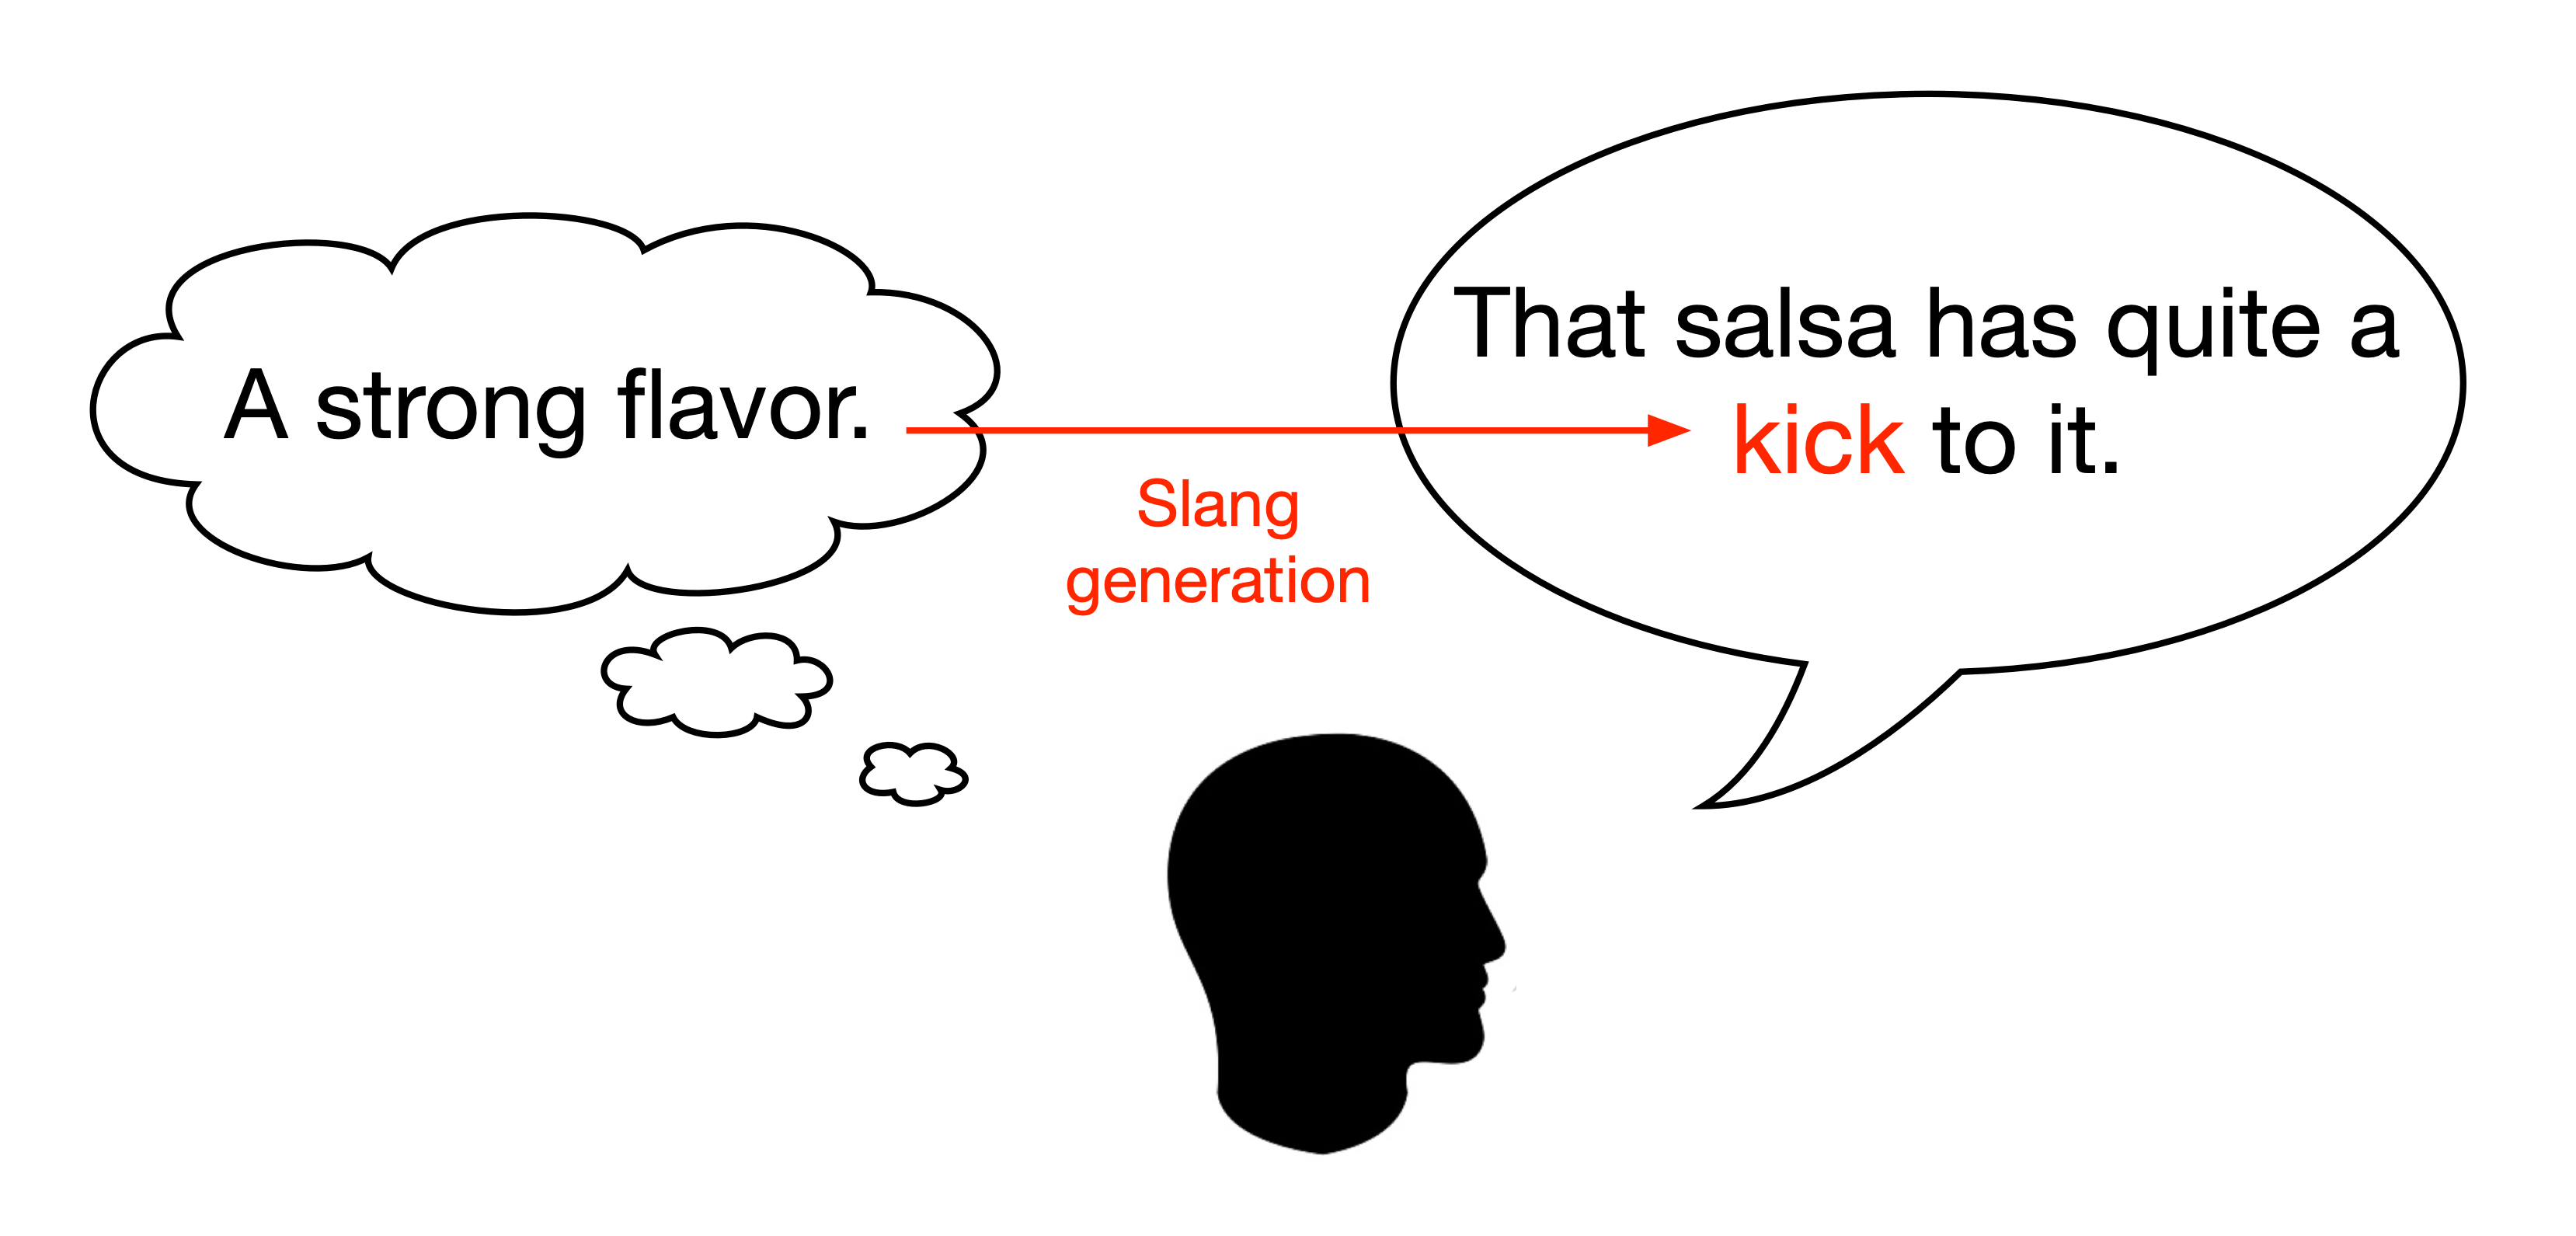 A strong flavor.
Slang
generation
That salsa has quite a
kick to it.